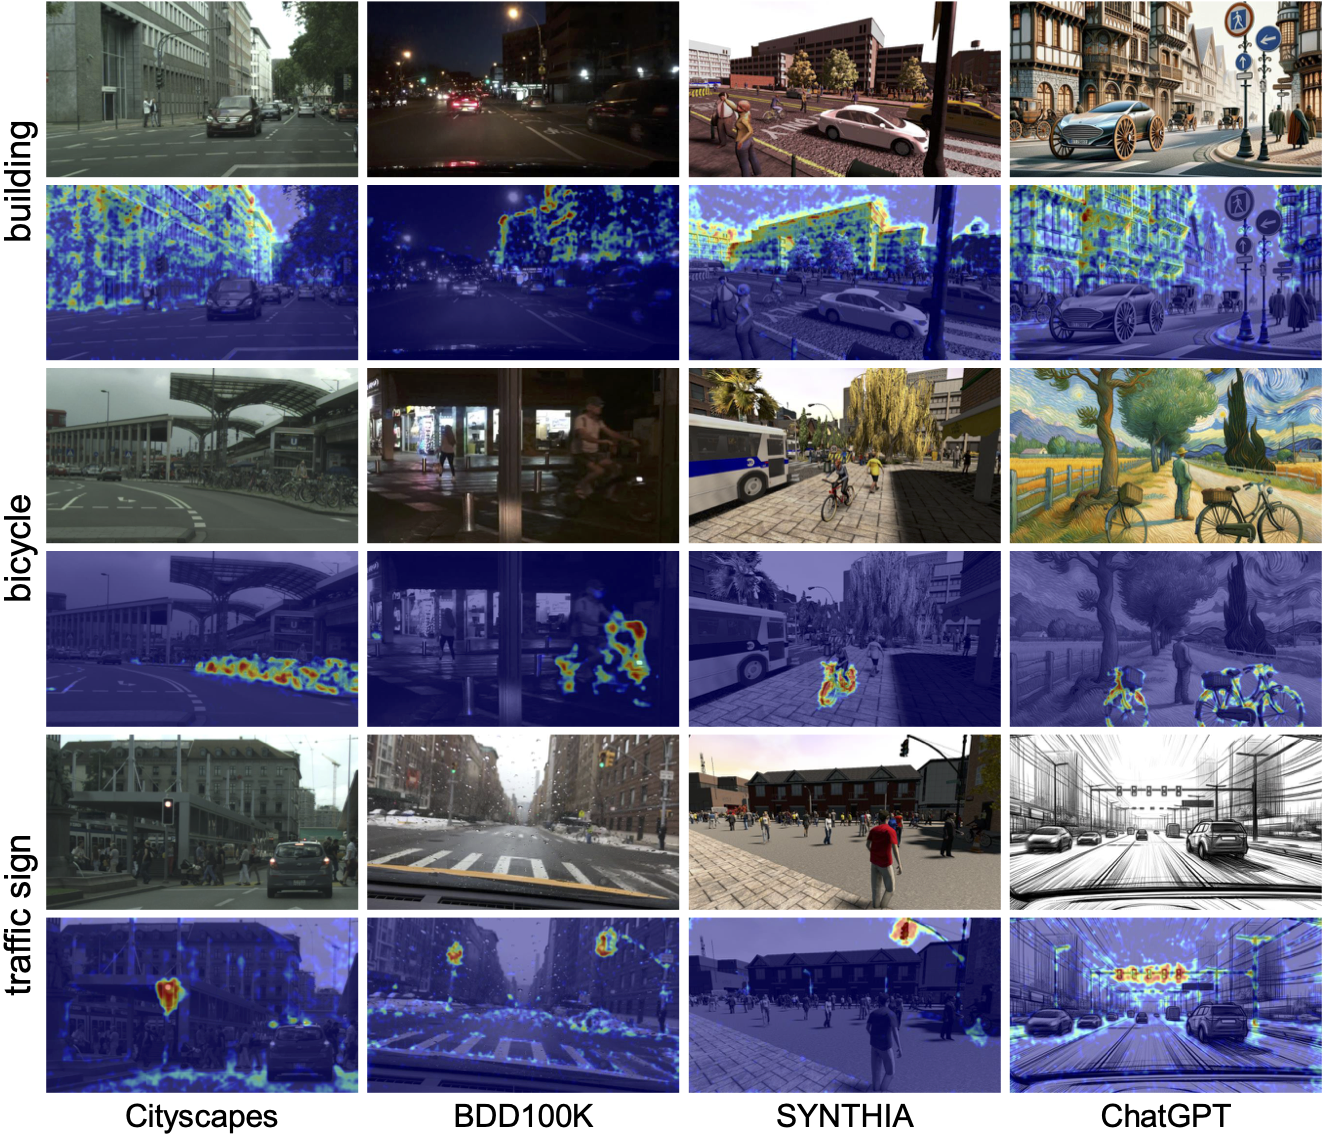 building
bicycle
traffic sign
Cityscapes
BDD100K
SYNTHIA
ChatGPT